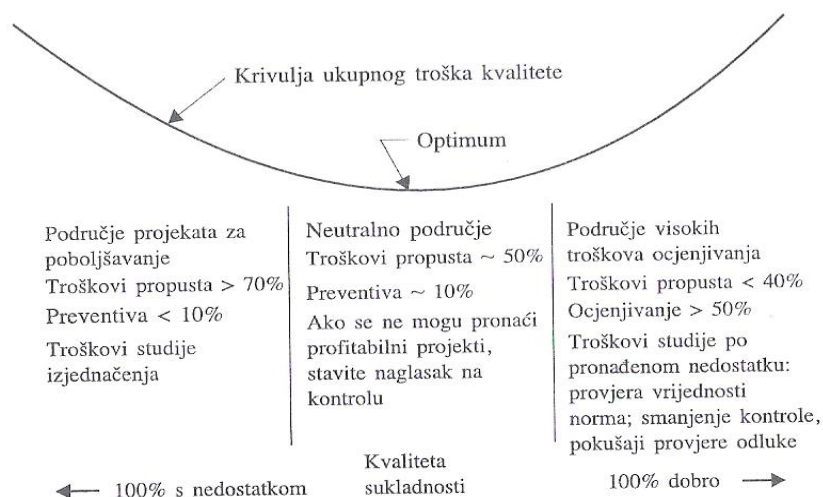 Krivulja ukupnog troška kvalitete
Optimum
Područje projekata za
poboljšavanje
Troškovi propusta > 70%
Preventiva < 10%
Troškovi studije
izjednačenja
Neutralno područje
Troškovi propusta ~ 50%
Preventiva ~ 10%
Ako se ne mogu pronaći
profitabilni projekti,
stavite naglasak na
kontrolu
Područje visokih
troškova ocjenjivanja
Troškovi propusta < 40%
Ocjenjivanje > 50%
Troškovi studije po
pronađenom nedostatku:
provjera vrijednosti
norma; smanjenje kontrole,
pokušaji provjere odluke
100% s nedostatkom
Kvaliteta
sukladnosti
100% dobro